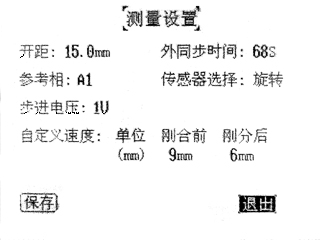 测量设置
开距: 15.0mm 外同步时间: 68S
参考相: A1 传感器选择: 旋转
步进电压: 1V
自定义速度: 单位 刚合前 刚分后
(mm) 9mm 6mm
保存 退出